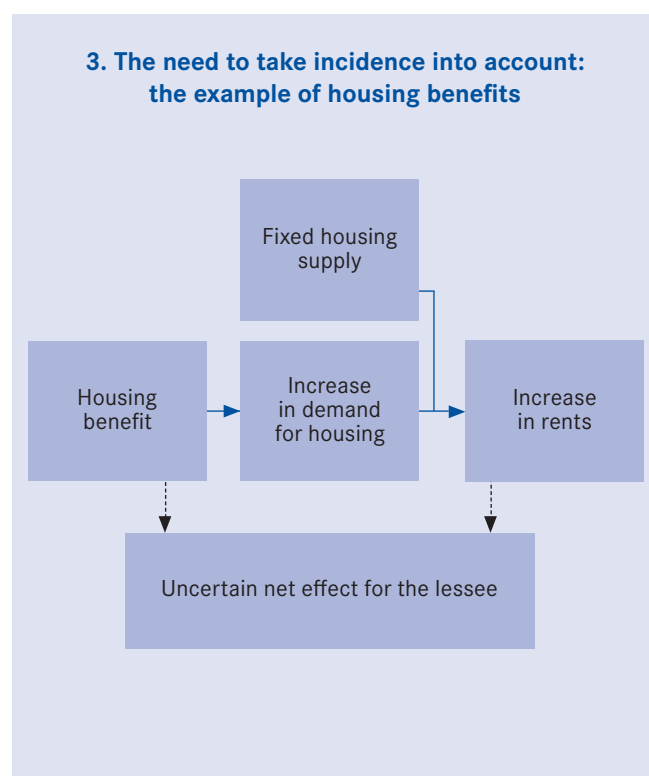 3. The need to take incidence into account:
the example of housing benefits
Fixed housing
supply
Housing
benefit
Increase
in demand
for housing
Increase
in rents
Uncertain net effect for the lessee